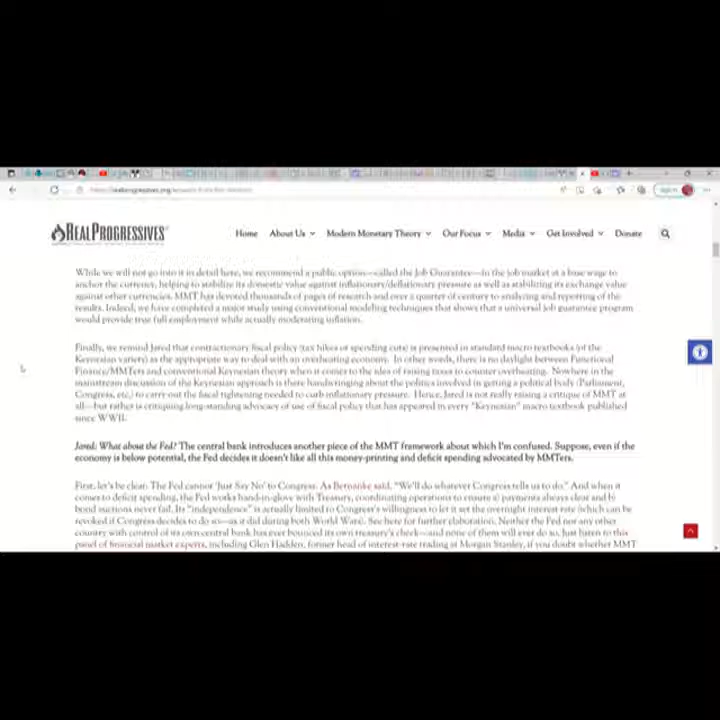 REALPROGRESSIVES
Home About Us Modern Monetary Theory Our Focus Media Get Involved Donate
While we will not go into it in detail here, we recommend a public option—called the Job Guarantee—in the job market at a base wage to
anchor the currency, helping to stabilize its domestic value against inflationary/deflationary pressure as well as stabilizing its exchange value
against other currencies. MMT has devoted thousands of pages of research and over a quarter of century to analyzing and reporting of the
results. Indeed, we have completed a major study using conventional modeling techniques that shows that a universal job guarantee program
would provide true full employment while actually moderating inflation.
Finally, we remind Jared that contractionary fiscal policy (tax hikes or spending cuts) is presented in standard macro textbooks (of the
Keynesian variety) as the appropriate way to deal with an overheating economy. In other words, there is no daylight between Functional
Finance/MMTers and conventional Keynesian theory when it comes to the idea of raising taxes to counter overheating. Nowhere in the
mainstream discussion of the Keynesian approach is there handwringing about the politics involved in getting a political body (Parliament,
Congress, etc.) to carry out the fiscal tightening needed to curb inflationary pressure. Hence, Jared is not really raising a critique of MMT at
all—but rather is critiquing long-standing advocacy of use of fiscal policy that has appeared in every "Keynesian" macro textbook published
since WWII.
Jared: What about the Fed? The central bank introduces another piece of the MMT framework about which I'm confused. Suppose, even if the
economy is below potential, the Fed decides it doesn't like all this money-printing and deficit spending advocated by MMTers.
First, let's be clear: The Fed cannot 'Just Say No' to Congress. As Bernanke said, "We'll do whatever Congress tells us to do." And when it
comes to deficit spending, the Fed works hand-in-glove with Treasury, coordinating operations to ensure a) payments always clear and b)
bond auctions never fail. Its "independence" is actually limited to Congress's willingness to let it set the overnight interest rate (which can be
revoked if Congress decides to do so—as it did during both World Wars). See here for further elaboration. Neither the Fed nor any other
country with control of its own central bank has ever bounced its own treasury's check—and none of them will ever do so. Just listen to this
panel of financial market experts, including Glen Hadden, former head of interest-rate trading at Morgan Stanley, if you doubt whether MMT